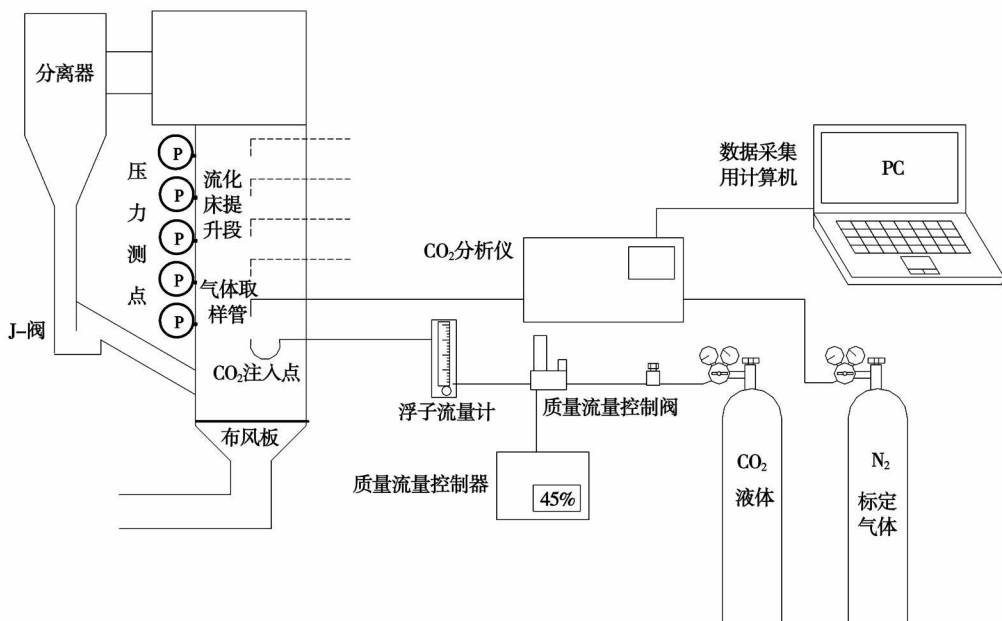 分离器
压力测点
P
P
P
P
P
流化
床提
升段
气体取
样管
J-阀
CO₂注入点
布风板
CO₂分析仪
数据采集
用计算机
PC
浮子流量计
质量流量控制阀
质量流量控制器
45%
CO₂
液体
N₂
标定
气体